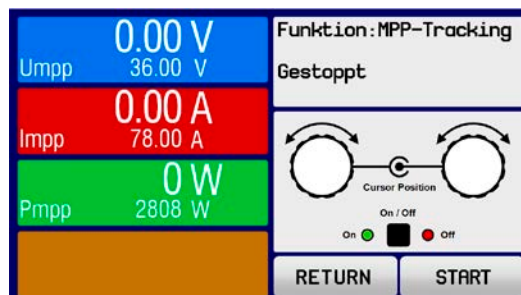 0.00 V
Umpp 36.00 V
0.00 A
Impp 78.00 A
0 W
Pmpp 2808 W
Funktion:MPP-Tracking
Gestoppt
Cursor Position
On / Off
On Off
RETURN START